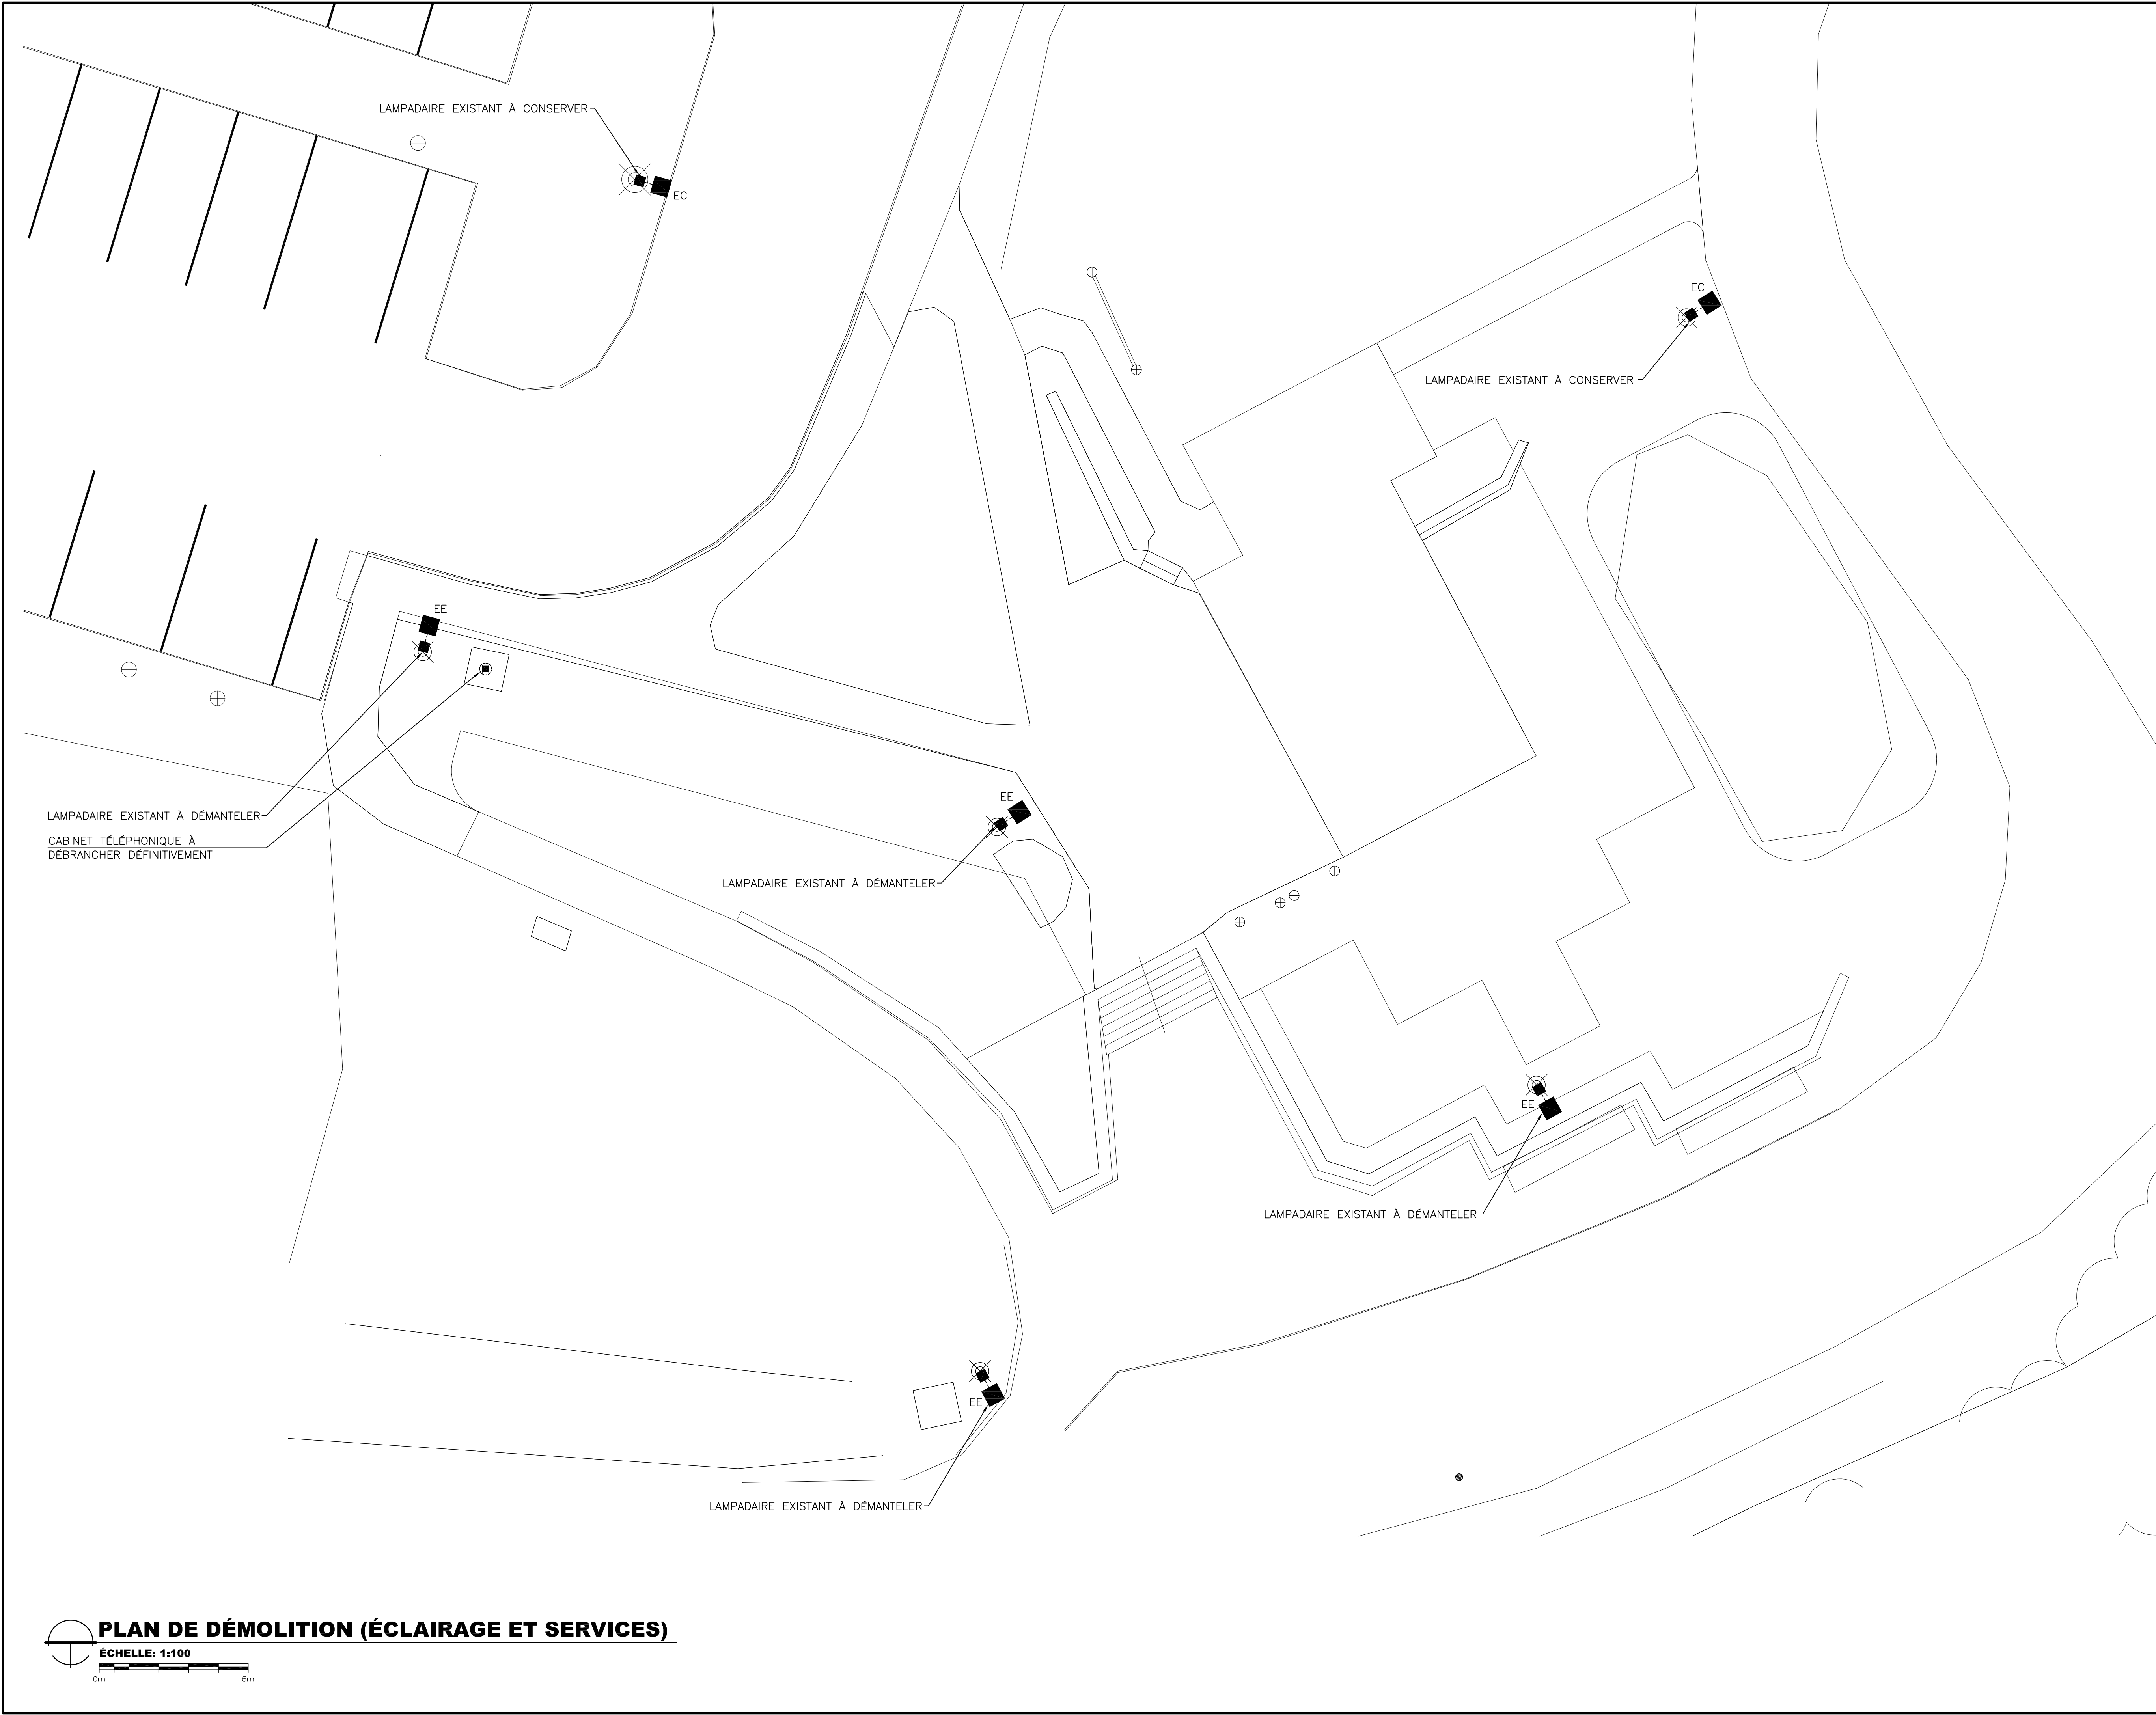 LAMPADAIRE EXISTANT À CONSERVER
EC
EC
LAMPADAIRE EXISTANT À CONSERVER
EE
LAMPADAIRE EXISTANT À DÉMANTELER
CABINET TÉLÉPHONIQUE À
DÉBRANCHER DÉFINITIVEMENT
EE
LAMPADAIRE EXISTANT À DÉMANTELER
EE
LAMPADAIRE EXISTANT À DÉMANTELER
EE
LAMPADAIRE EXISTANT À DÉMANTELER
PLAN DE DÉMOLITION (ÉCLAIRAGE ET SERVICES)
ÉCHELLE: 1:100
0m 5m